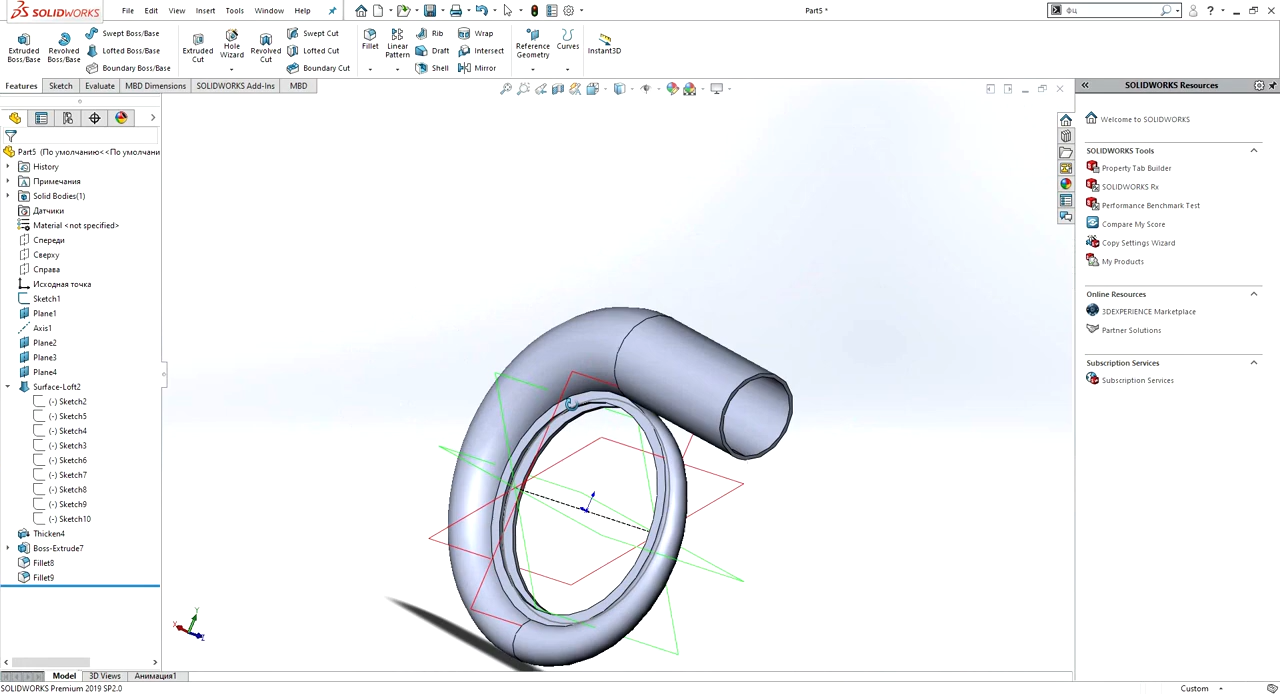 SOLIDWORKS File Edit View Insert Tools Window Help Part5 * фц
Extruded Boss/Base Revolved Boss/Base Swept Boss/Base Lofted Boss/Base Boundary Boss/Base Extruded Cut Hole Wizard Revolved Cut Swept Cut Lofted Cut Boundary Cut Fillet Linear Pattern Rib Draft Shell Wrap Intersect Mirror Reference Geometry Curves Instant3D
Features Sketch Evaluate MBD Dimensions SOLIDWORKS Add-Ins MBD
Part5 (По умолчанию<<По умолчани
History
Примечания
Solid Bodies(1)
Датчики
Material <not specified>
Спереди
Сверху
Справа
Исходная точка
Sketch1
Plane1
Axis1
Plane2
Plane3
Plane4
Surface-Loft2
(-) Sketch2
(-) Sketch5
(-) Sketch4
(-) Sketch3
(-) Sketch6
(-) Sketch7
(-) Sketch8
(-) Sketch9
(-) Sketch10
Thicken4
Boss-Extrude7
Fillet8
Fillet9
Y
X
Z
SOLIDWORKS Resources
Welcome to SOLIDWORKS
SOLIDWORKS Tools
Property Tab Builder
SOLIDWORKS Rx
Performance Benchmark Test
Compare My Score
Copy Settings Wizard
My Products
Online Resources
3DEXPERIENCE Marketplace
Partner Solutions
Subscription Services
Subscription Services
Model 3D Views Анимация1
SOLIDWORKS Premium 2019 SP2.0 Custom